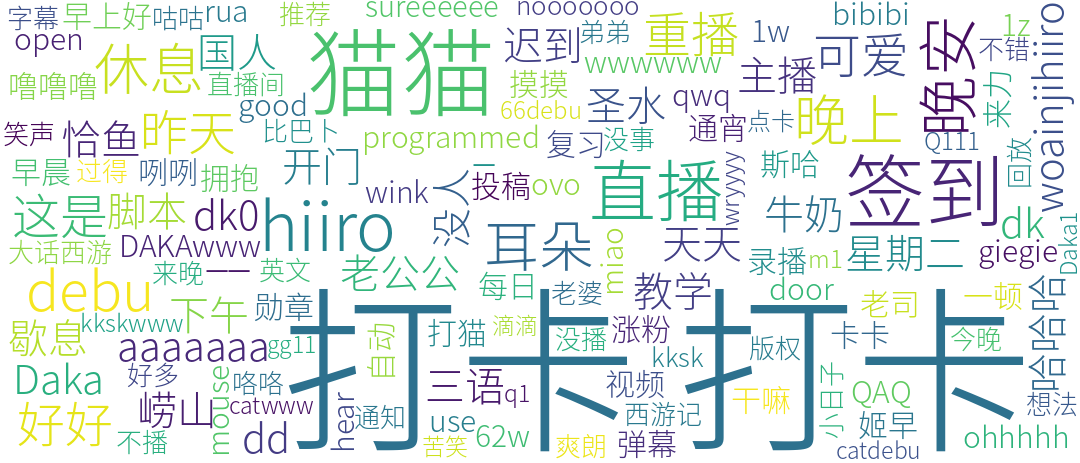 字幕
早上好
咕咕
rua
推荐
sureeeeee
nooooooo
bibibi
1z
woainjihiiro
open
休息
国人
猫猫
迟到
弟弟
重播
1w
可爱
晚安
不错
噜噜噜
直播间
wwwwww
主播
来力
good
摸摸
66debu
圣水
qwq
晚上
笑声
恰鱼
昨天
比巴卜
programmed
复习
没事
通宵
点卡
Q111
回放
早晨
过得
咧咧
拥抱
开门
wink
没人
一
投稿
ovo
直播
wryyyy
斯哈
签到
这是
脚本
dk0
hiiro
耳朵
miao
天天
牛奶
dk
Daka1
大话西游
DAKAwww
来晚
一一
英文
老公公
每日
老婆
教学
录播
m1
星期二
giegie
debu
下午
勋章
打卡打卡
door
老司
一顿
哈哈哈哈
kkskwww
歇息
aaaaaaa
gg11
自动
打猫
滴滴
没播
涨粉
kksk
版权
卡卡
今晚
Daka
好多
mouse
咯咯
三语
q1
视频
干嘛
小日子
QAQ
想法
好好
崂山
catwww
hear
通知
use
62w
西游记
姬早
不播
dd
苦笑
爽朗
弹幕
catdebu
ohhhhh